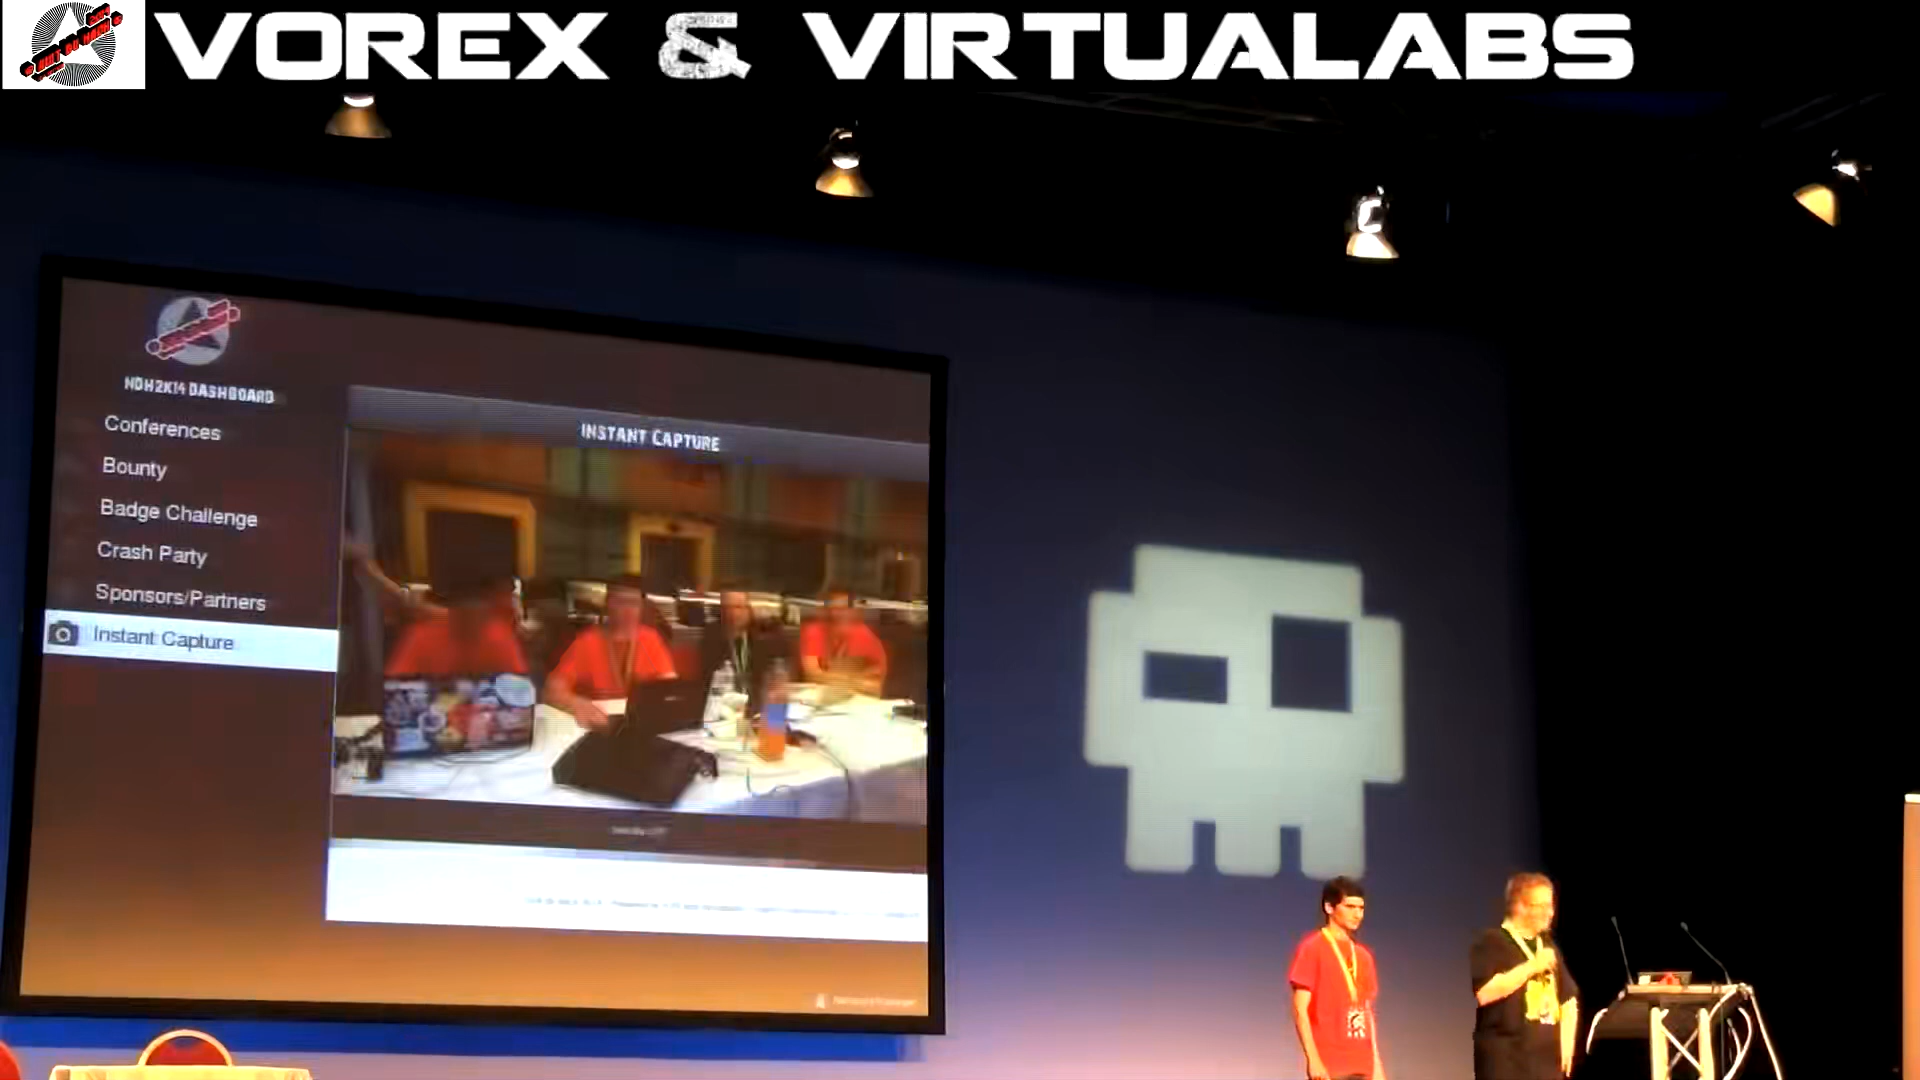 VOREX & VIRTUALABS
NDH2K14 DASHBOARD
Conferences
Bounty
Badge Challenge
Crash Party
Sponsors/Partners
Instant Capture
INSTANT CAPTURE